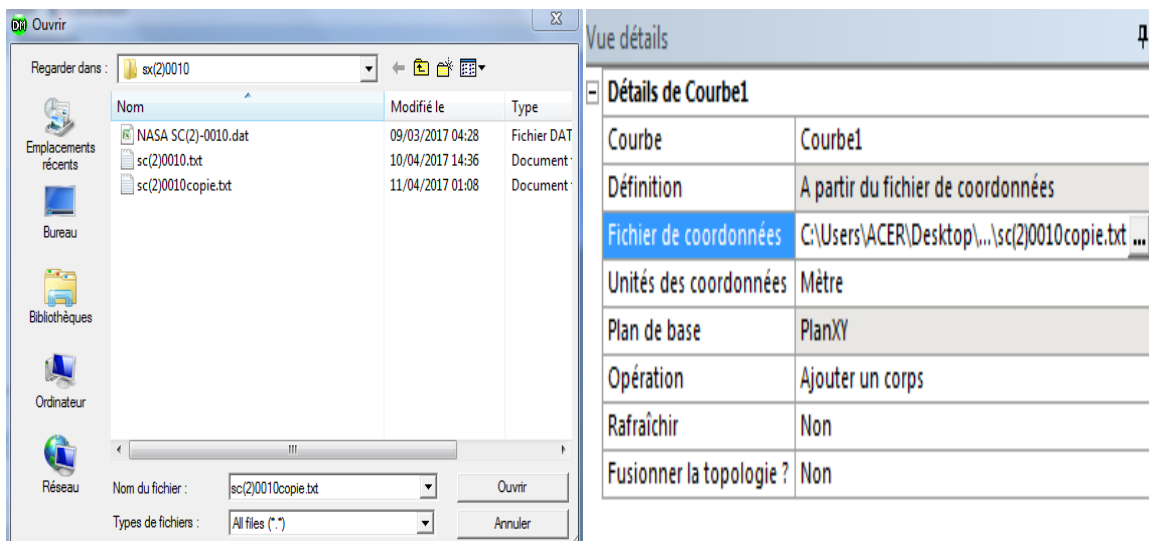 DM Ouvrir
Regarder dans : sx(2)0010
Nom Modifié le Type
NASA SC(2)-0010.dat 09/03/2017 04:28 Fichier DAT
sc(2)0010.txt 10/04/2017 14:36 Document
sc(2)0010copie.txt 11/04/2017 01:08 Document
Emplacements
récents
Bureau
Bibliothèques
Ordinateur
Réseau
Nom du fichier : sc(2)0010copie.txt Ouvrir
Types de fichiers : All files (*.*) Annuler
Vue détails
Détails de Courbe1
Courbe Courbe1
Définition A partir du fichier de coordonnées
Fichier de coordonnées C:\Users\ACER\Desktop\...\sc(2)0010copie.txt ...
Unités des coordonnées Mètre
Plan de base PlanXY
Opération Ajouter un corps
Rafraîchir Non
Fusionner la topologie ? Non